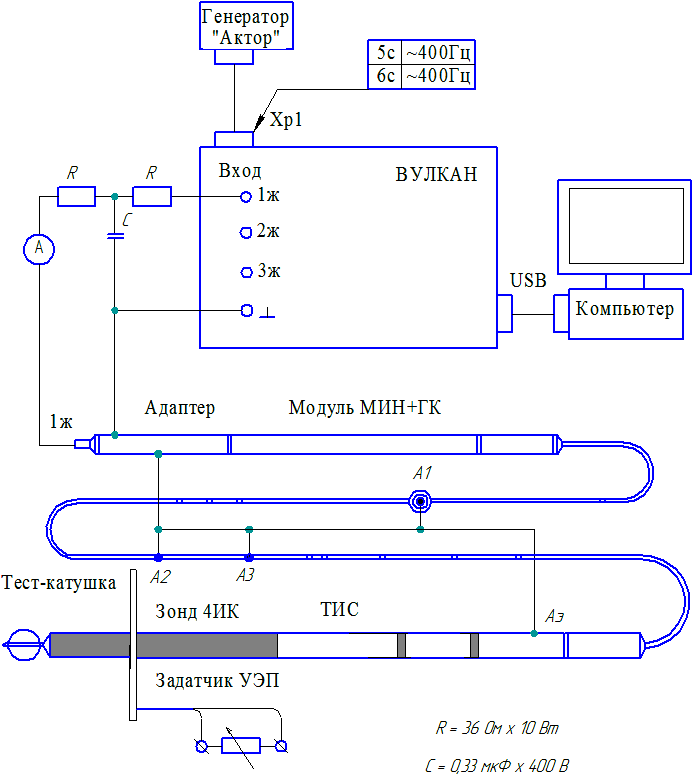 Генератор
"Актор"
5с ~400Гц
6с ~400Гц
Хр1
R R
Вход
ВУЛКАН
1ж
С
А
2ж
3ж
USB
Компьютер
1ж
Адаптер
Модуль МИН+ГК
А1
А2
А3
Тест-катушка
Зонд 4ИК
ТИС
Аэ
Задатчик УЭП
R = 36 Ом х 10 Вт
С = 0,33 мкФ х 400 В